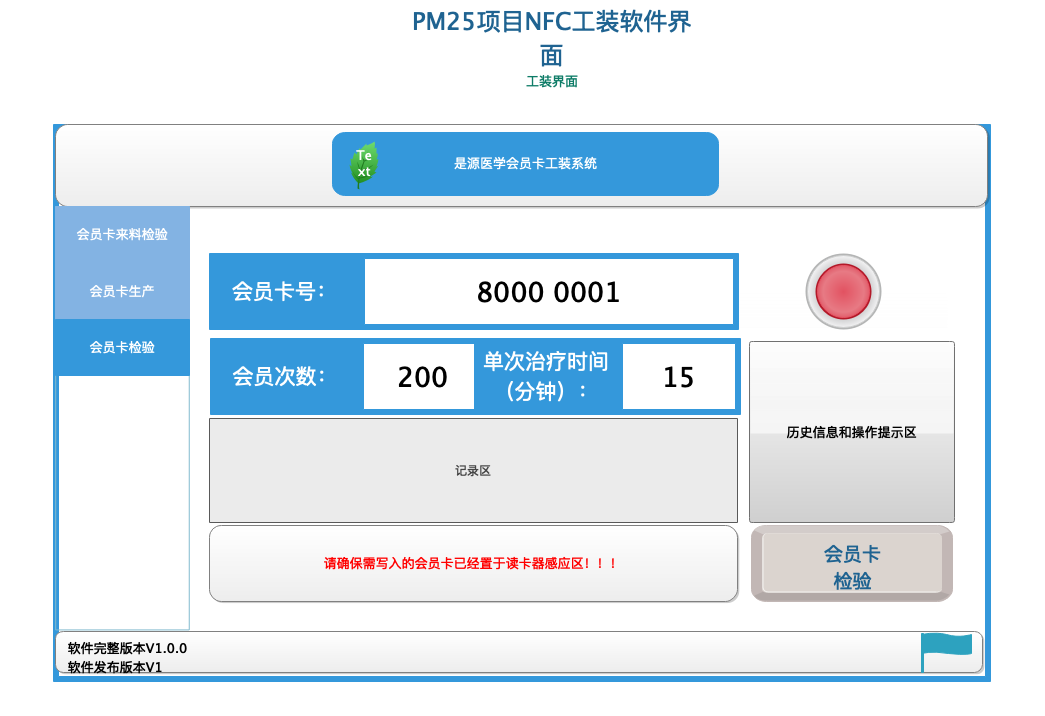 PM25项目NFC工装软件界
面
工装界面
Te
xt
是源医学会员卡工装系统
会员卡来料检验
会员卡生产
会员卡检验
会员卡号：
8000 0001
会员次数：
200
单次治疗时间
（分钟）：
15
历史信息和操作提示区
记录区
请确保需写入的会员卡已经置于读卡器感应区！！！
会员卡
检验
软件完整版本V1.0.0
软件发布版本V1